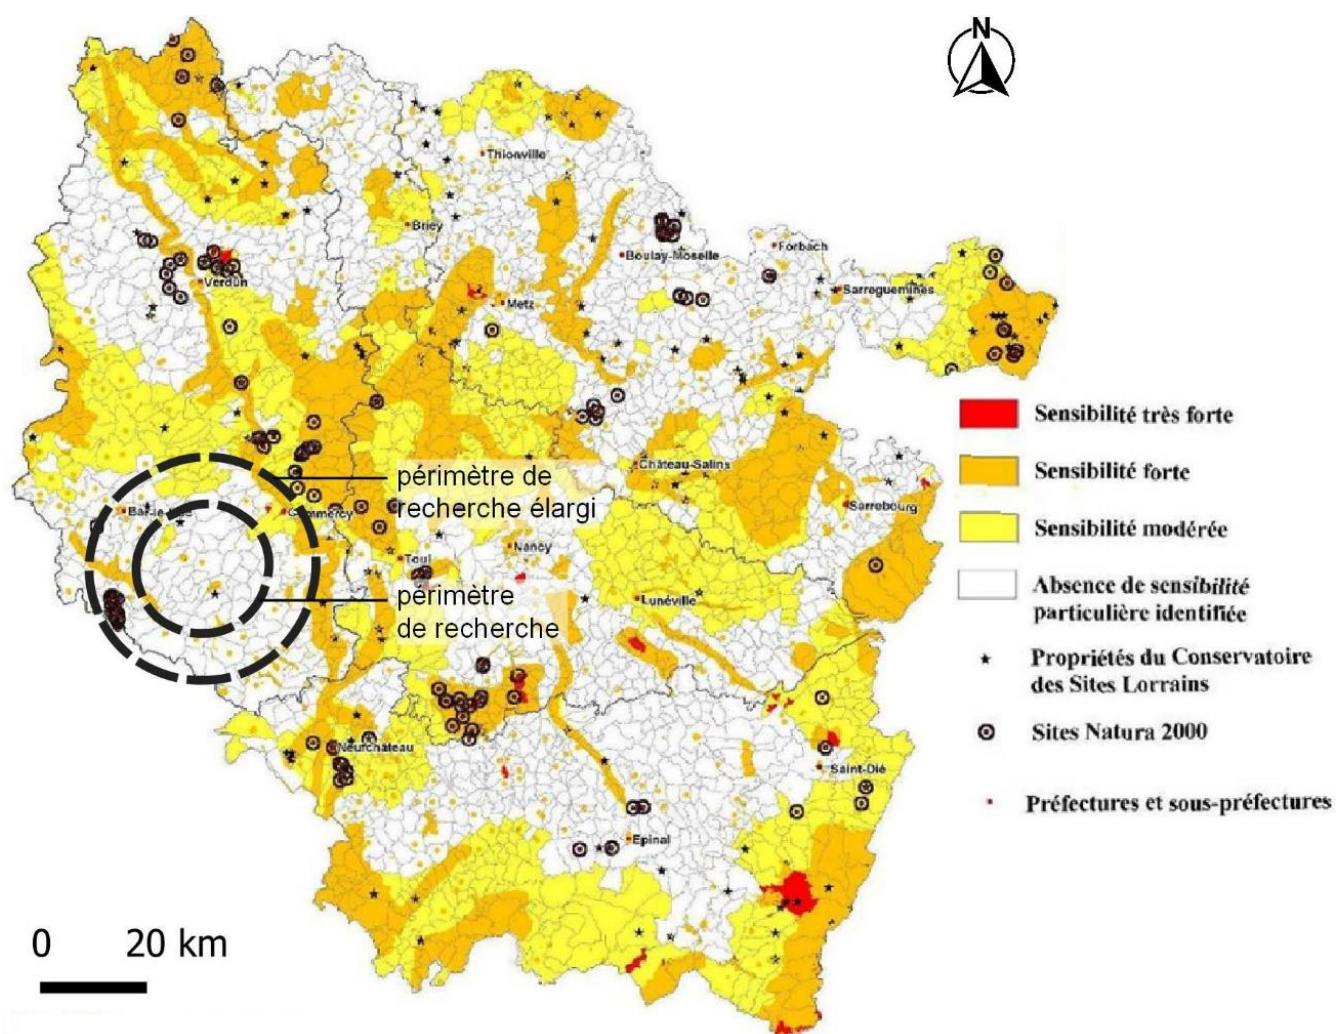 N
Thionville
Briey
Boulay-Moselle
Forbach
Sarreguemines
Verdun
Metz
Sensibilité très forte
périmètre de
recherche élargi
Château-Salins
Sensibilité forte
Commercy
Sarrebourg
Sensibilité modérée
Toul
Nancy
Absence de sensibilité
particulière identifiée
périmètre
de recherche
Lunéville
Propriétés du Conservatoire
des Sites Lorrains
Sites Natura 2000
Neufchâteau
Saint-Dié
Préfectures et sous-préfectures
Epinal
0 20 km